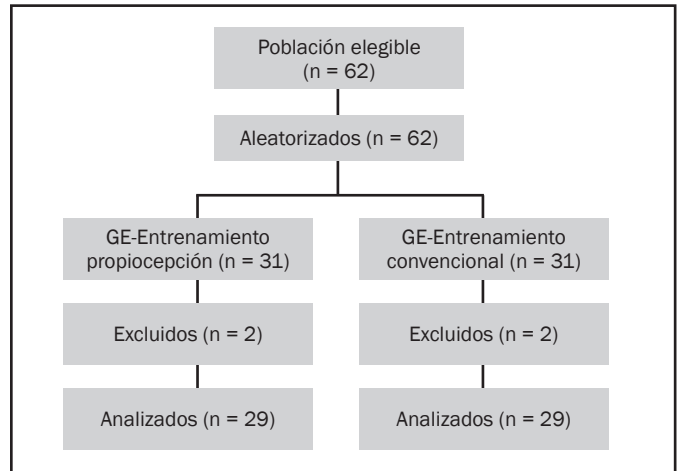 Población elegible
(n = 62)
Aleatorizados (n = 62)
GE-Entrenamiento
propiocepción (n = 31)
GE-Entrenamiento
convencional (n = 31)
Excluidos (n = 2)
Excluidos (n = 2)
Analizados (n = 29)
Analizados (n = 29)